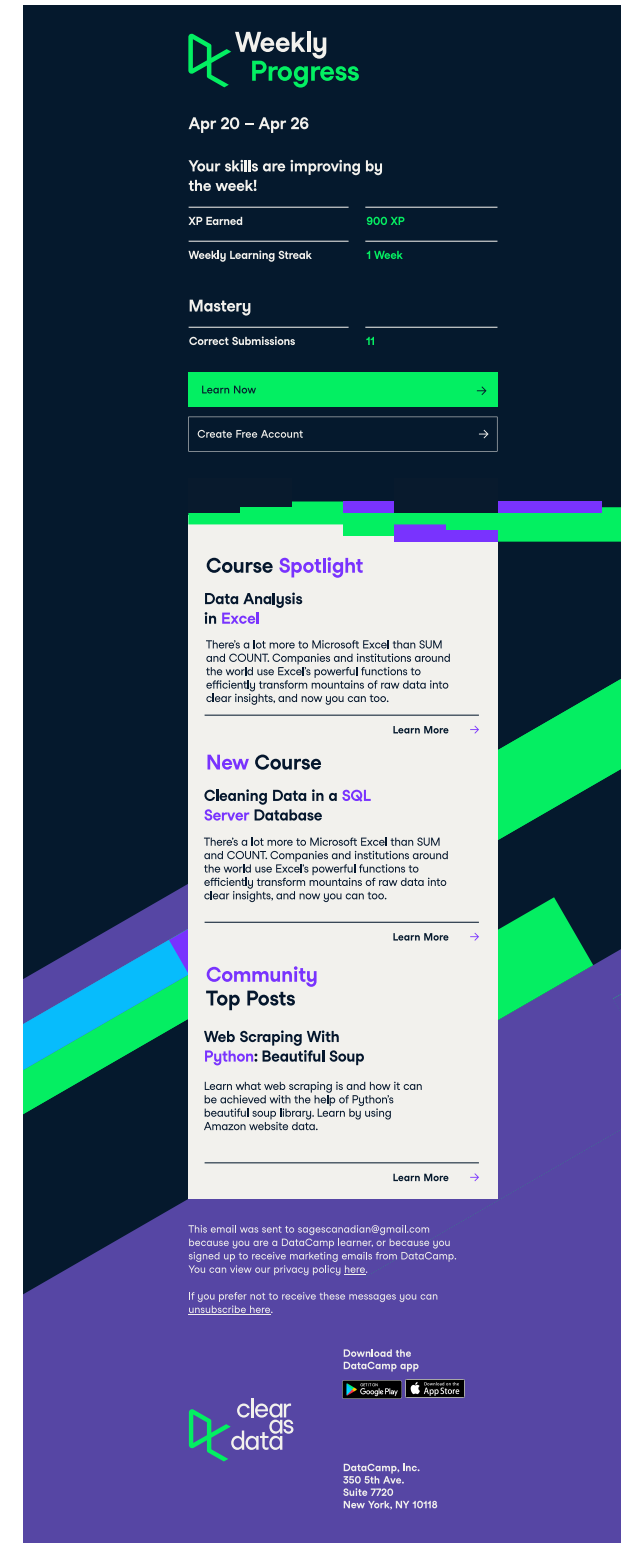 Weekly
Progress
Apr 20 – Apr 26
Your skills are improving by
the week!
XP Earned 900 XP
Weekly Learning Streak 1 Week
Mastery
Correct Submissions 11
Learn Now →
Create Free Account →
Course Spotlight
Data Analysis
in Excel
There's a lot more to Microsoft Excel than SUM
and COUNT. Companies and institutions around
the world use Excel's powerful functions to
efficiently transform mountains of raw data into
clear insights, and now you can too.
Learn More →
New Course
Cleaning Data in a SQL
Server Database
There's a lot more to Microsoft Excel than SUM
and COUNT. Companies and institutions around
the world use Excel's powerful functions to
efficiently transform mountains of raw data into
clear insights, and now you can too.
Learn More →
Community
Top Posts
Web Scraping With
Python: Beautiful Soup
Learn what web scraping is and how it can
be achieved with the help of Python's
beautiful soup library. Learn by using
Amazon website data.
Learn More →
This email was sent to sagescanadian@gmail.com
because you are a DataCamp learner, or because you
signed up to receive marketing emails from DataCamp.
You can view our privacy policy here.
If you prefer not to receive these messages you can
unsubscribe here.
Download the
DataCamp app
GET IT ON
Google Play
Download on the
App Store
clear
as
data
DataCamp, Inc.
350 5th Ave.
Suite 7720
New York, NY 10118